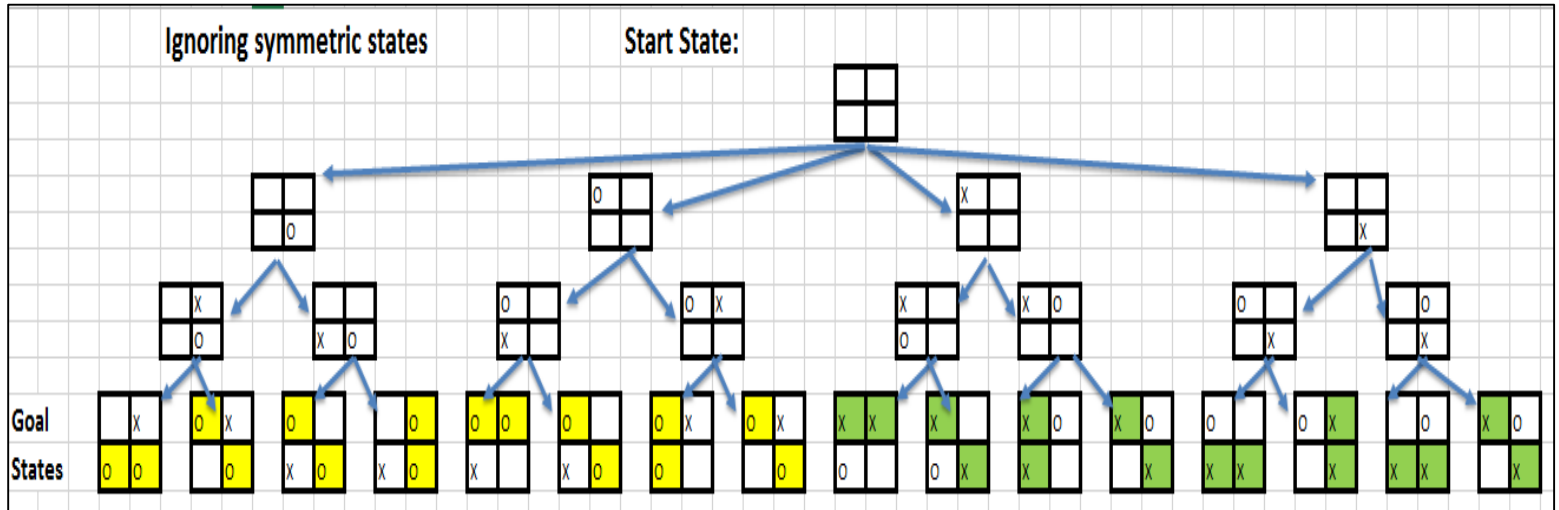 Ignoring symmetric states Start State:
O X
O X
X O O X X X O O O
O X O X O X X
Goal X O X O O O O O O X O X X X X X O X O O O X O X O
States O O O X O X O X X O O O O O X X X X X X X X X